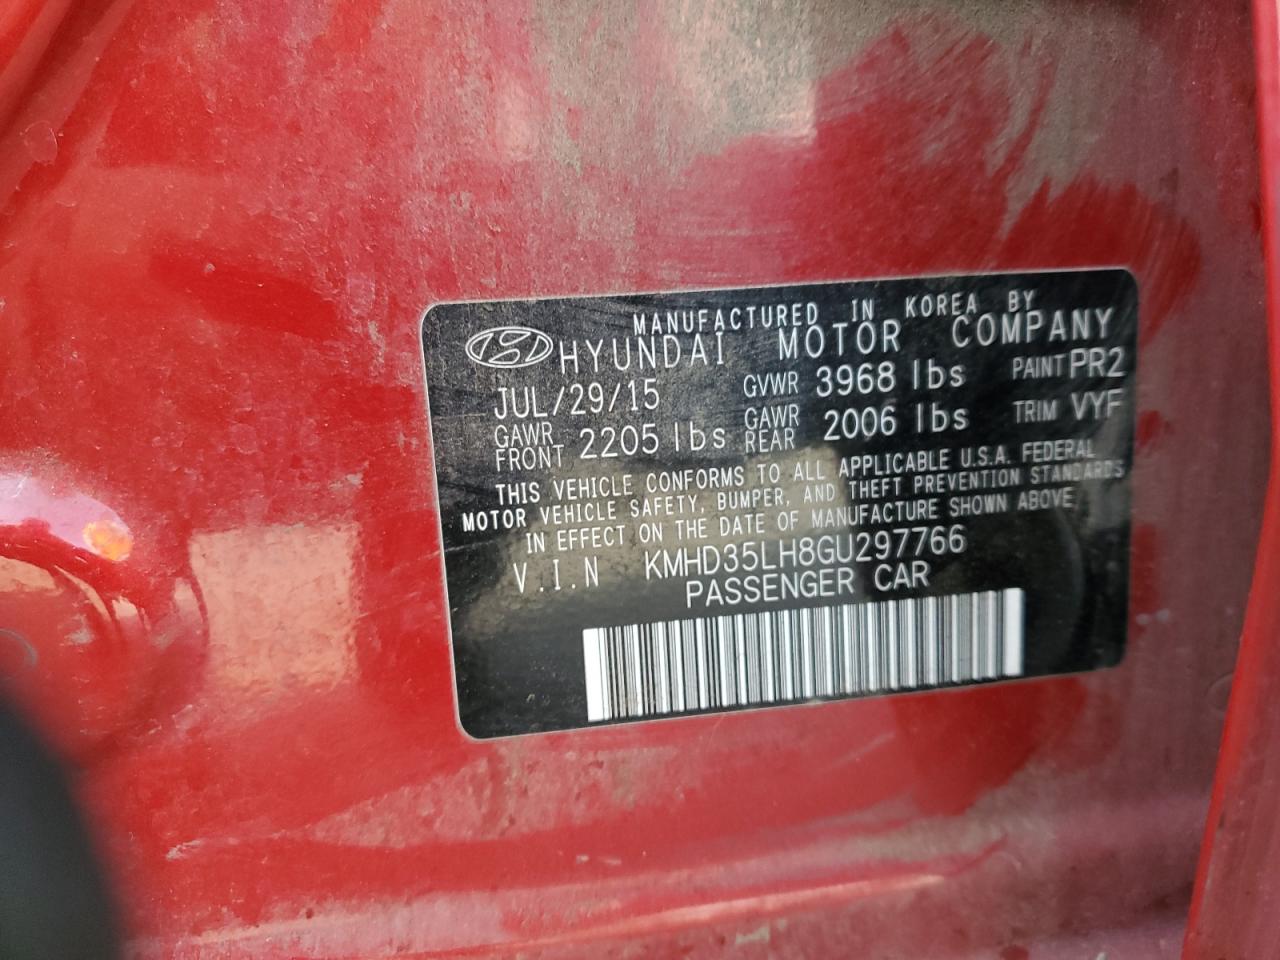 MANUFACTURED IN KOREA BY
HYUNDAI MOTOR COMPANY
JUL/29/15 GVWR 3968 lbs PAINT PR2
GAWR FRONT 2205 lbs GAWR REAR 2006 lbs TRIM VYF
THIS VEHICLE CONFORMS TO ALL APPLICABLE U.S.A. FEDERAL
MOTOR VEHICLE SAFETY, BUMPER, AND THEFT PREVENTION STANDARDS
IN EFFECT ON THE DATE OF MANUFACTURE SHOWN ABOVE
V.I.N KMHD35LH8GU297766
PASSENGER CAR